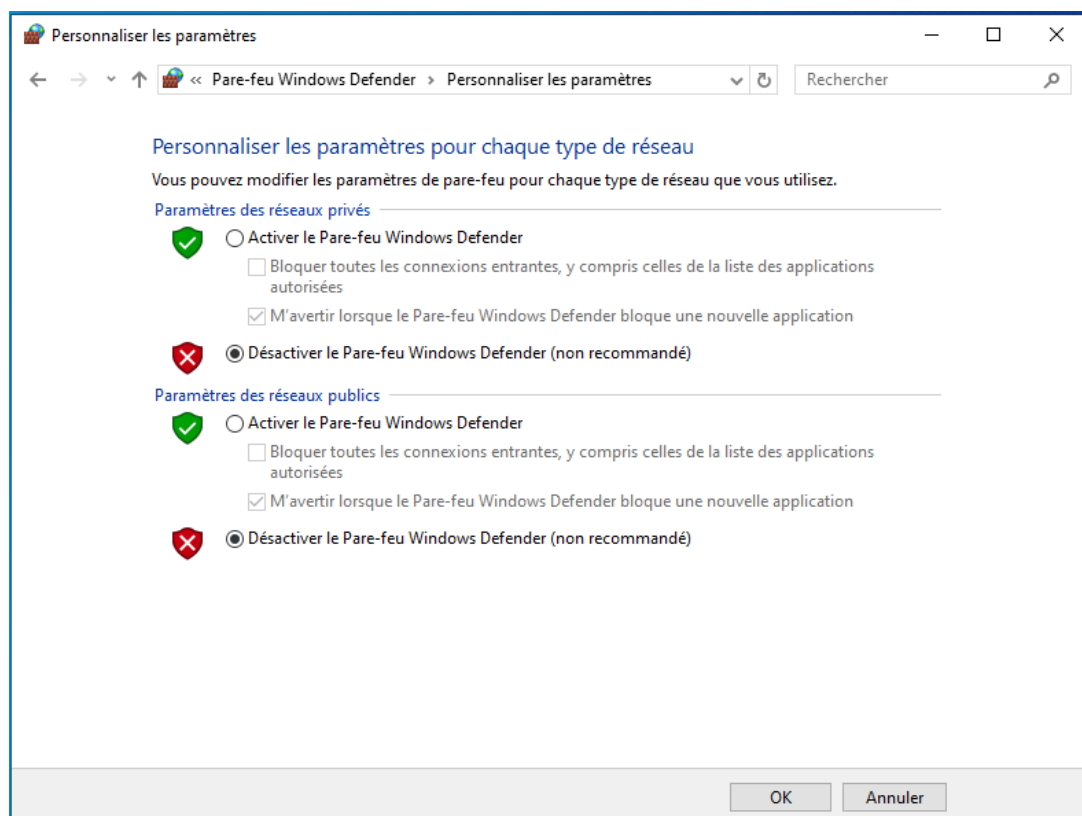 Personnaliser les paramètres
« Pare-feu Windows Defender > Personnaliser les paramètres
Rechercher
Personnaliser les paramètres pour chaque type de réseau
Vous pouvez modifier les paramètres de pare-feu pour chaque type de réseau que vous utilisez.
Paramètres des réseaux privés
Activer le Pare-feu Windows Defender
Bloquer toutes les connexions entrantes, y compris celles de la liste des applications
autorisées
M'avertir lorsque le Pare-feu Windows Defender bloque une nouvelle application
Désactiver le Pare-feu Windows Defender (non recommandé)
Paramètres des réseaux publics
Activer le Pare-feu Windows Defender
Bloquer toutes les connexions entrantes, y compris celles de la liste des applications
autorisées
M'avertir lorsque le Pare-feu Windows Defender bloque une nouvelle application
Désactiver le Pare-feu Windows Defender (non recommandé)
OK
Annuler